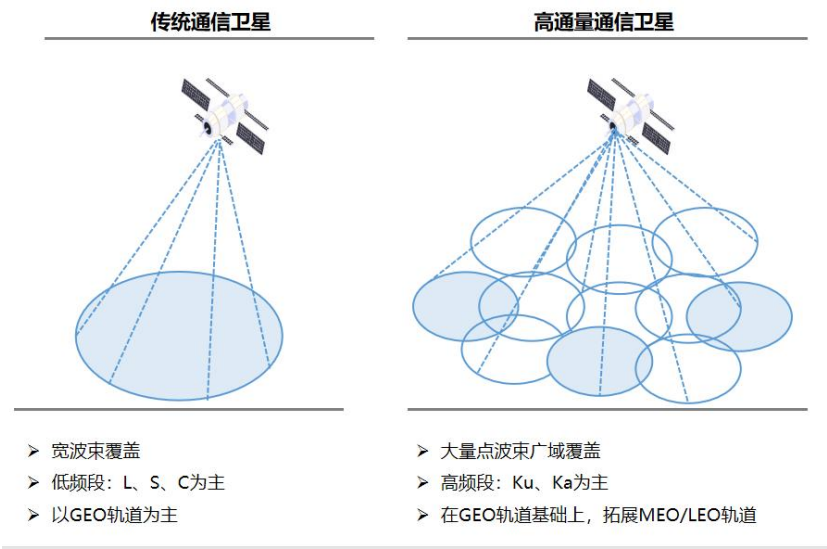 传统通信卫星
高通量通信卫星
宽波束覆盖
低频段：L、S、C为主
以GEO轨道为主
大量点波束广域覆盖
高频段：Ku、Ka为主
在GEO轨道基础上，拓展MEO/LEO轨道